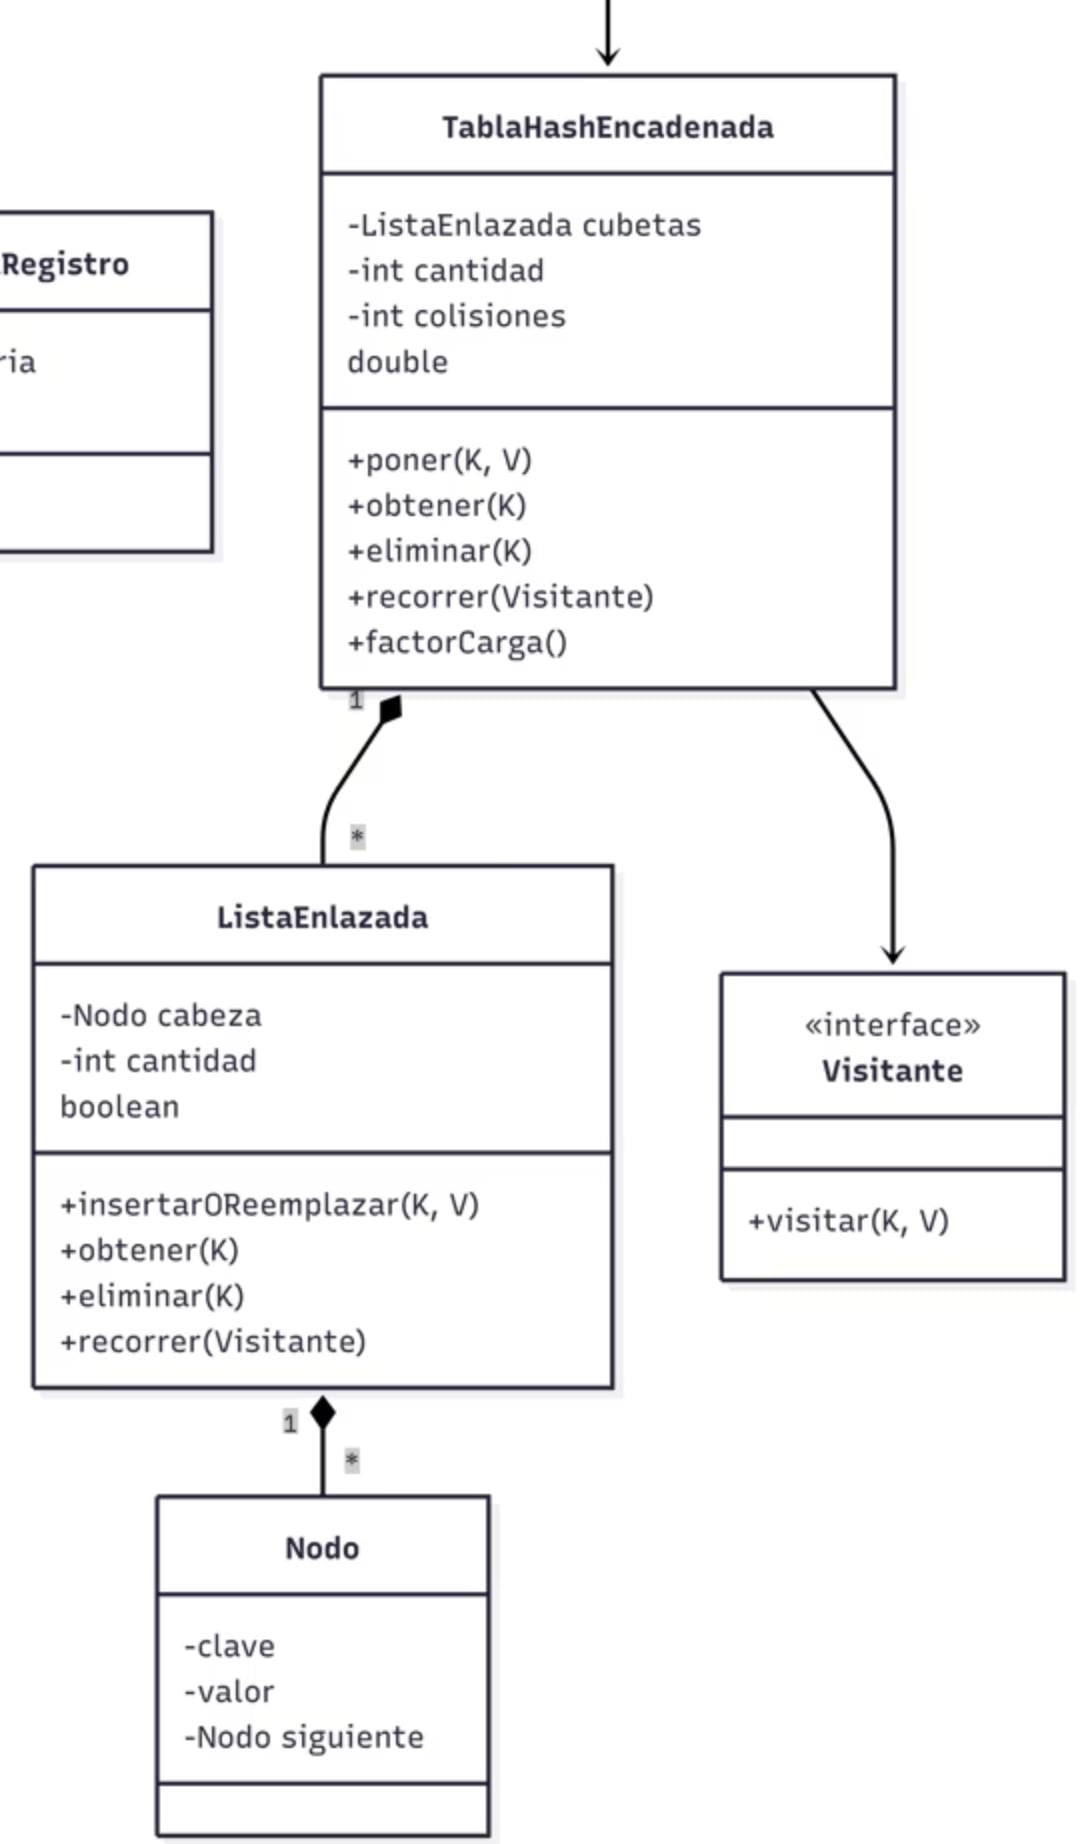 TablaHashEncadenada
-ListaEnlazada cubetas
-int cantidad
-int colisiones
double
+poner(K, V)
+obtener(K)
+eliminar(K)
+recorrer(Visitante)
+factorCarga()
Registro
ria
1
*
ListaEnlazada
-Nodo cabeza
-int cantidad
boolean
+insertarOReemplazar(K, V)
+obtener(K)
+eliminar(K)
+recorrer(Visitante)
«interface»
Visitante
+visitar(K, V)
1
*
Nodo
-clave
-valor
-Nodo siguiente